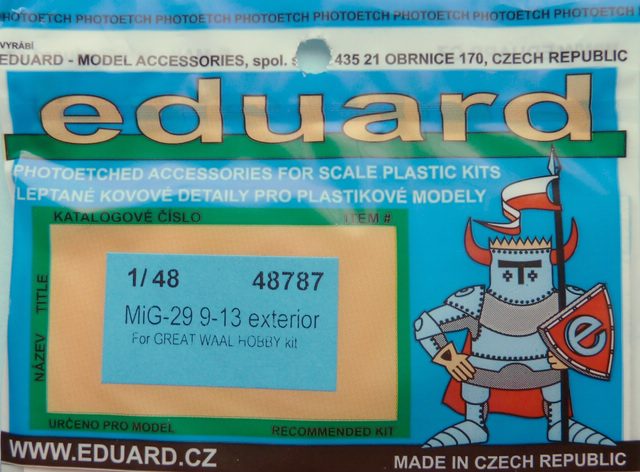 PHOTOETCH PHOTOETCH PHOTOETCH PHOTOETCH PHOTOETCH PHOTOETCH PHOTOETCH PHOTOETCH PHOTOETCH
VYRÁBÍ
EDUARD - MODEL ACCESSORIES, spol. 435 21 OBRNICE 170, CZECH REPUBLIC
eduard
PHOTOETCHED ACCESSORIES FOR SCALE PLASTIC KITS
LEPTANÉ KOVOVÉ DETAILY PRO PLASTIKOVÉ MODELY
KATALOGOVÉ ČÍSLO ITEM #
NÁZEV TITLE
1/48 48787
MiG-29 9-13 exterior
For GREAT WAAL HOBBY kit
e
URČENO PRO MODEL RECOMMENDED KIT
WWW.EDUARD.CZ MADE IN CZECH REPUBLIC